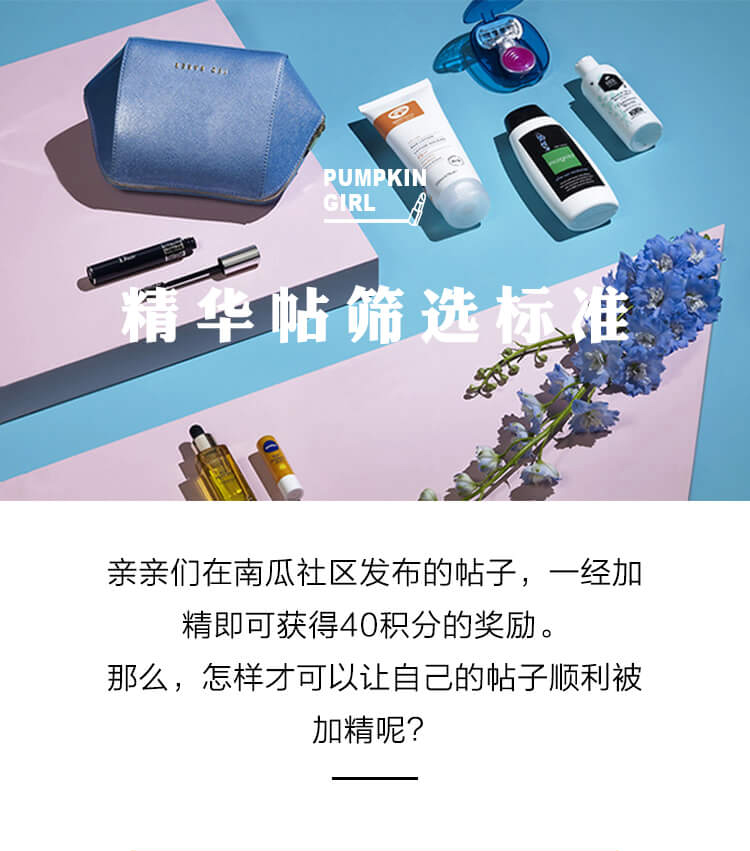 PUMPKIN
GIRL
精华帖筛选标准
亲亲们在南瓜社区发布的帖子，一经加
精即可获得40积分的奖励。
那么，怎样才可以让自己的帖子顺利被
加精呢？